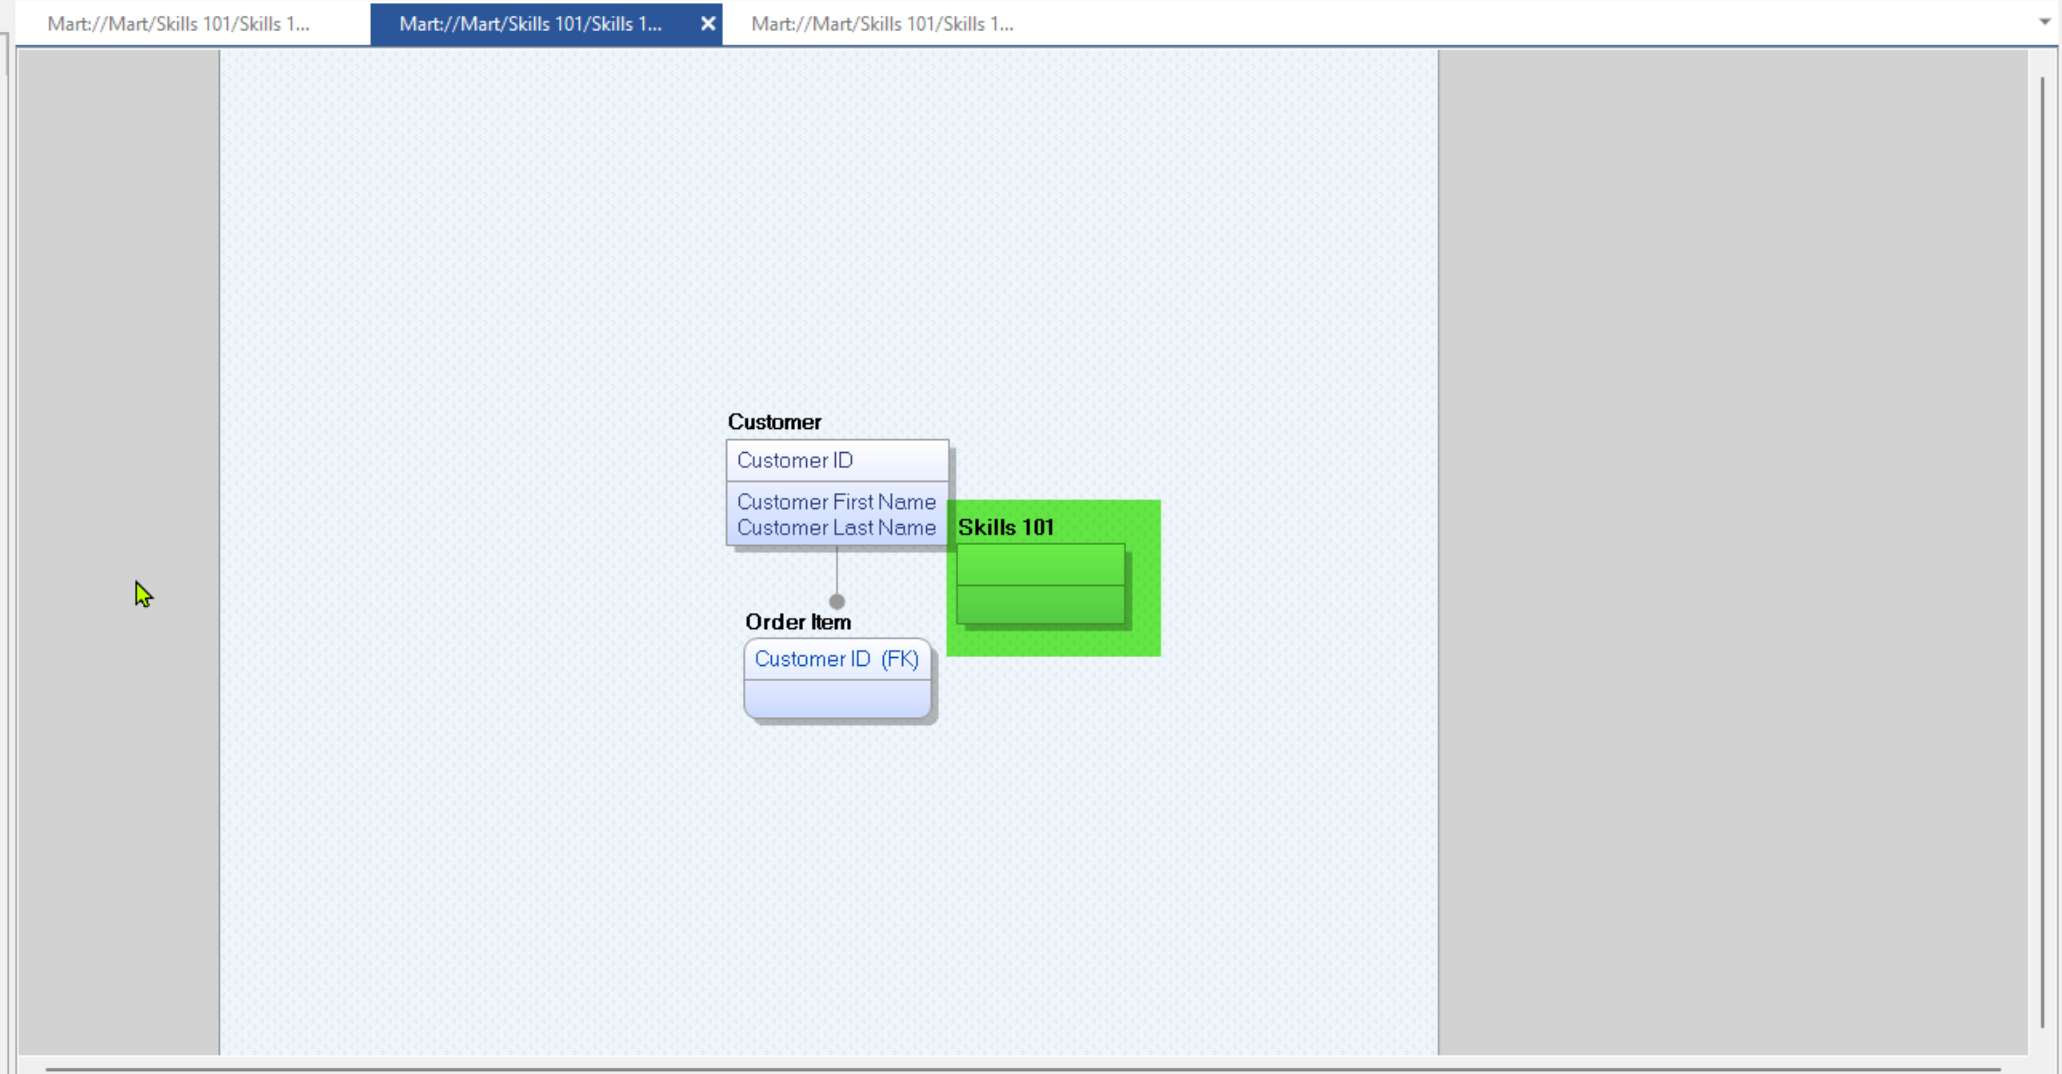 Mart://Mart/Skills 101/Skills 1...
Mart://Mart/Skills 101/Skills 1...
Mart://Mart/Skills 101/Skills 1...
Customer
Customer ID
Customer First Name
Customer Last Name
Skills 101
Order Item
Customer ID (FK)